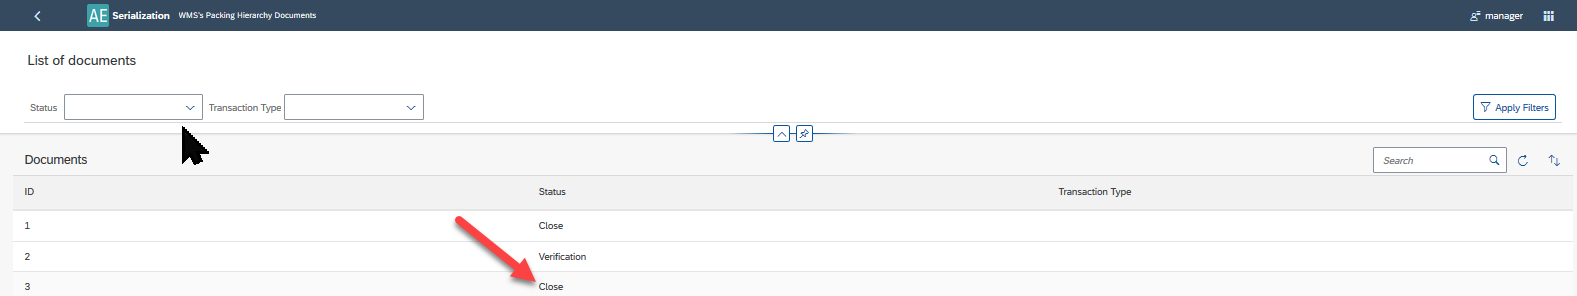 AE Serialization WMS's Packing Hierarchy Documents manager
List of documents
Status Transaction Type Apply Filters
Documents Search
ID Status Transaction Type
1 Close
2 Verification
3 Close